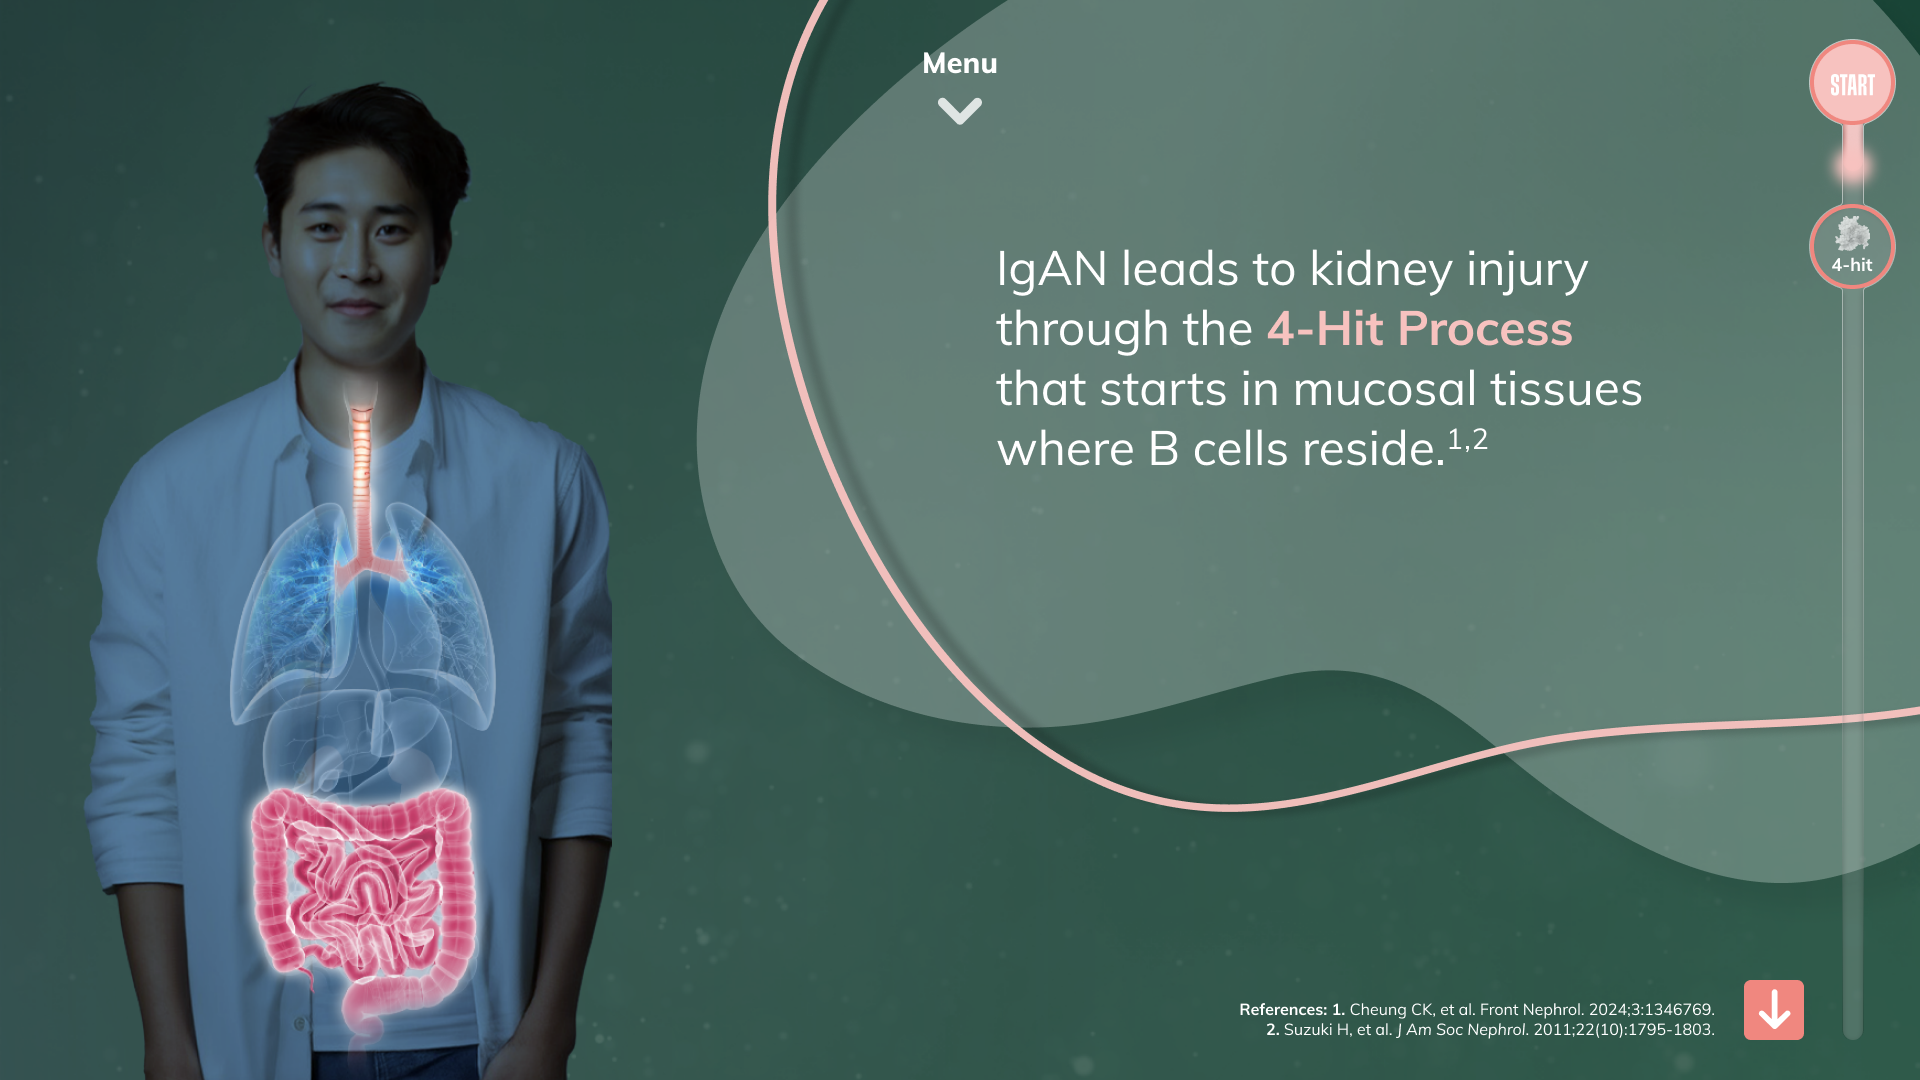 Menu
START
4-hit
IgAN leads to kidney injury
through the 4-Hit Process
that starts in mucosal tissues
where B cells reside.1,2
References: 1. Cheung CK, et al. Front Nephrol. 2024;3:1346769.
2. Suzuki H, et al. J Am Soc Nephrol. 2011;22(10):1795-1803.